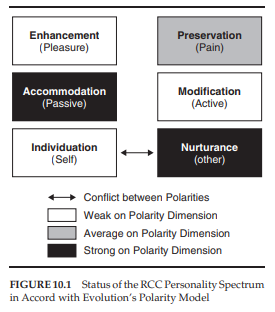 Enhancement
(Pleasure)
Preservation
(Pain)
Accommodation
(Passive)
Modification
(Active)
Individuation
(Self)
Nurturance
(other)
Conflict between Polarities
Weak on Polarity Dimension
Average on Polarity Dimension
Strong on Polarity Dimension
FIGURE 10.1 Status of the RCC Personality Spectrum
in Accord with Evolution's Polarity Model